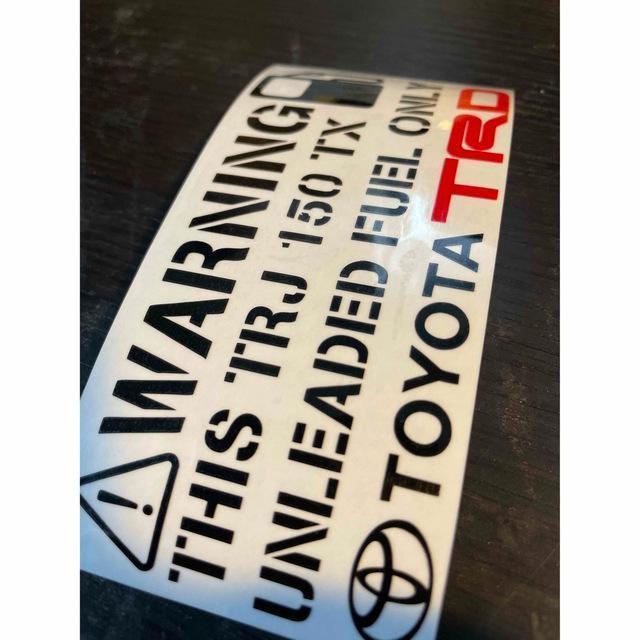 WARNING
THIS TRJ 150 TX
UNLEADED FUEL ONLY
TOYOTA TRD